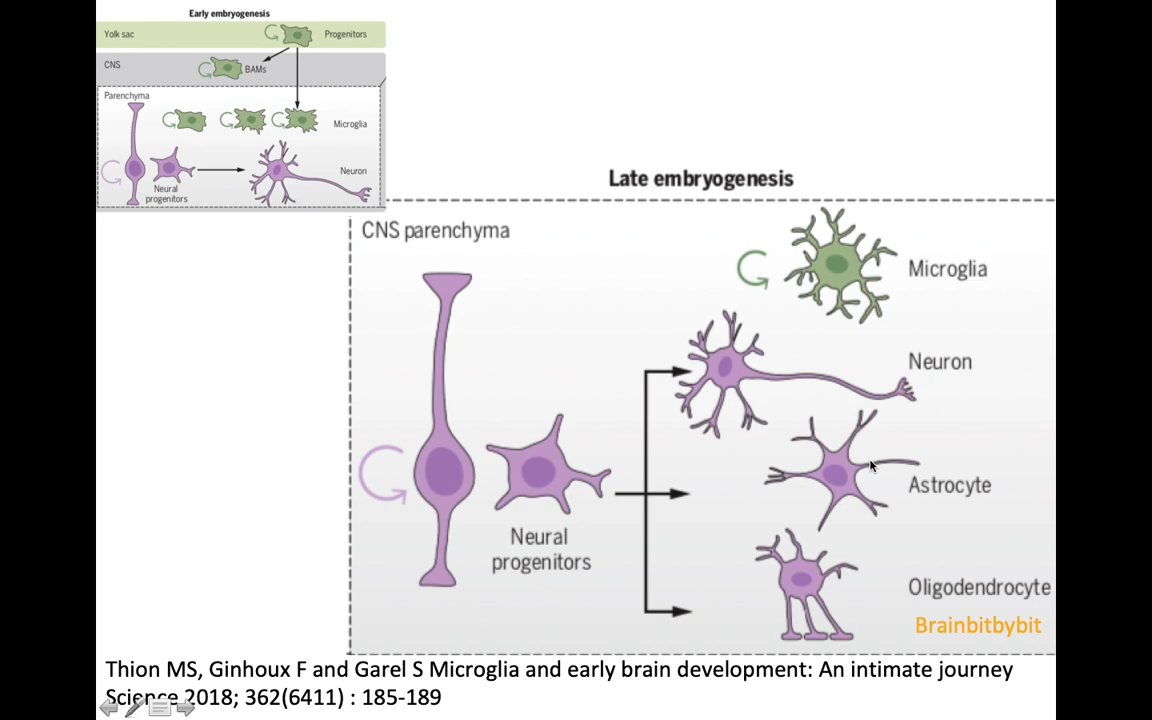 Early embryogenesis
Yolk sac
Progenitors
CNS
BAMs
Parenchyma
Microglia
Neuron
Neural
progenitors
Late embryogenesis
CNS parenchyma
Microglia
Neuron
Astrocyte
Neural
progenitors
Oligodendrocyte
Brainbitbybit
Thion MS, Ginhoux F and Garel S Microglia and early brain development: An intimate journey
Science 2018; 362(6411) : 185-189